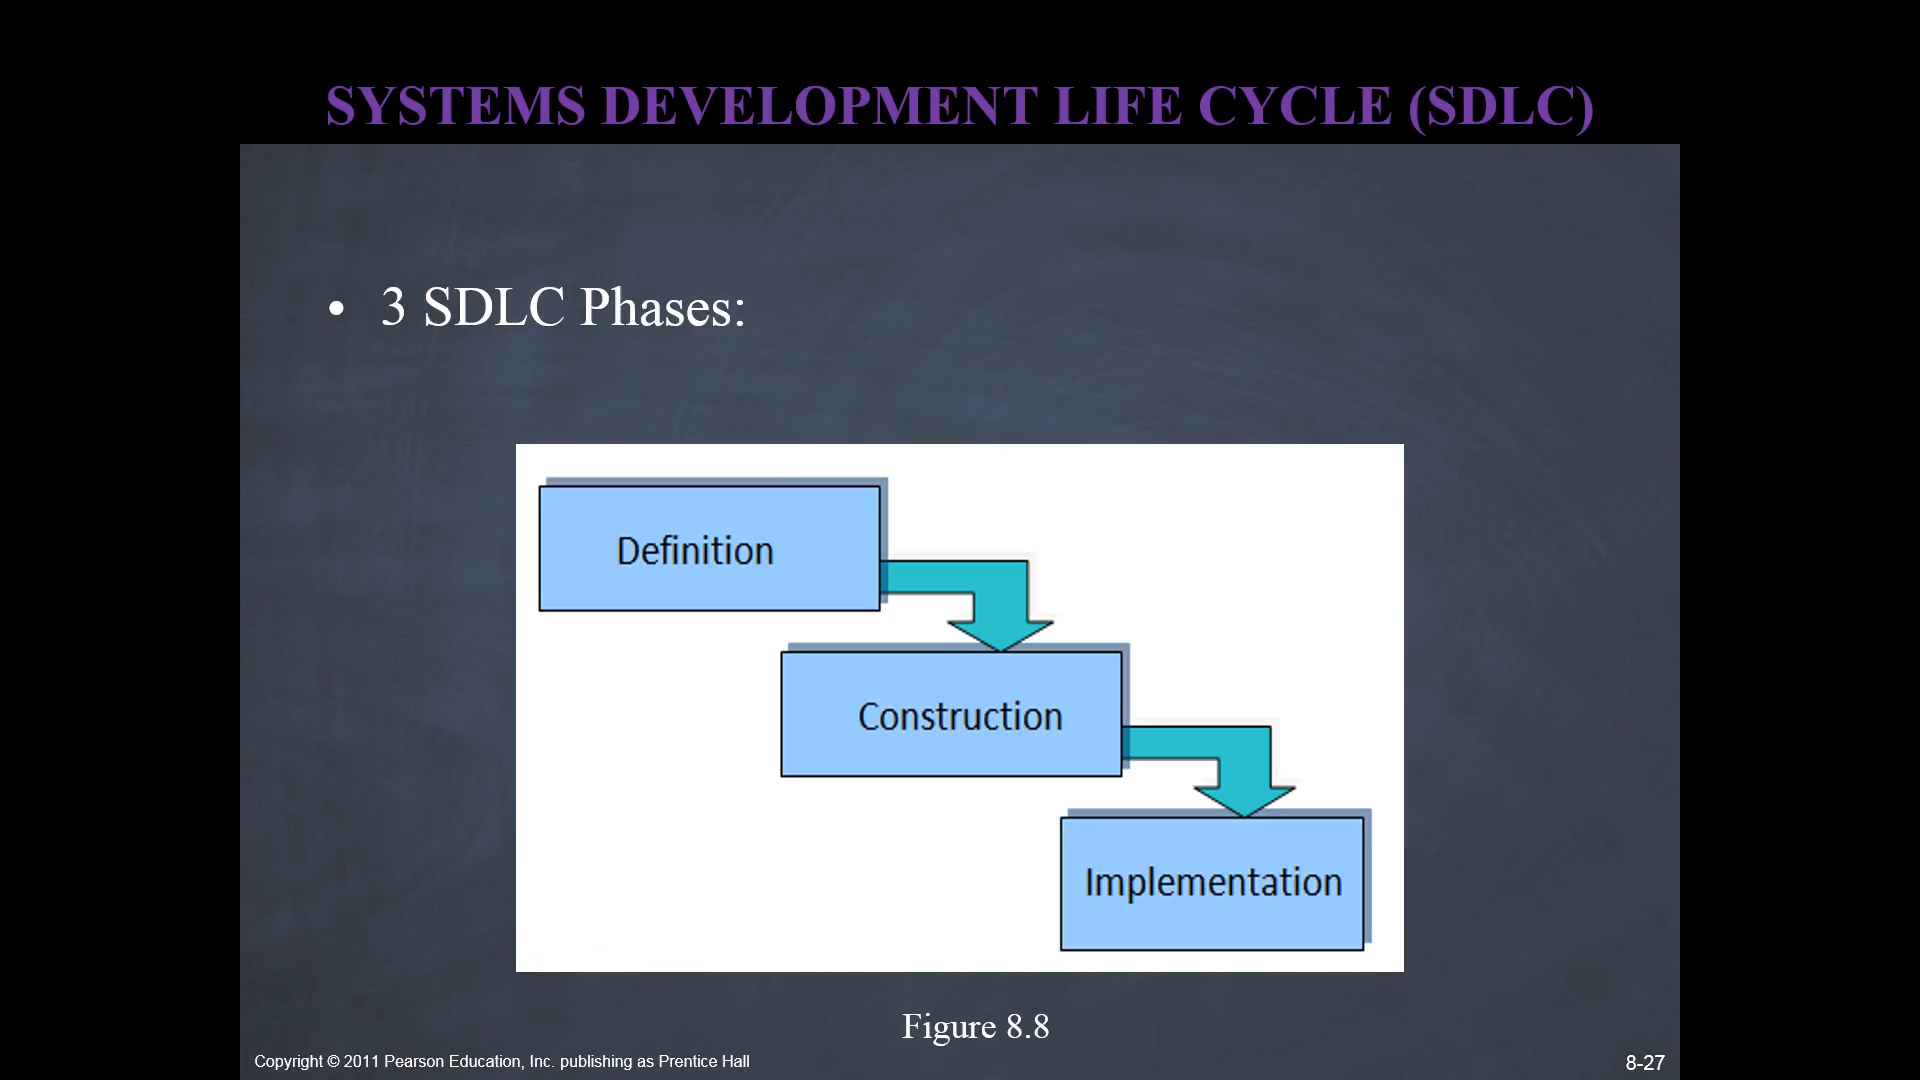 SYSTEMS DEVELOPMENT LIFE CYCLE (SDLC)
• 3 SDLC Phases:
Definition
Construction
Implementation
Figure 8.8
Copyright © 2011 Pearson Education, Inc. publishing as Prentice Hall
8-27